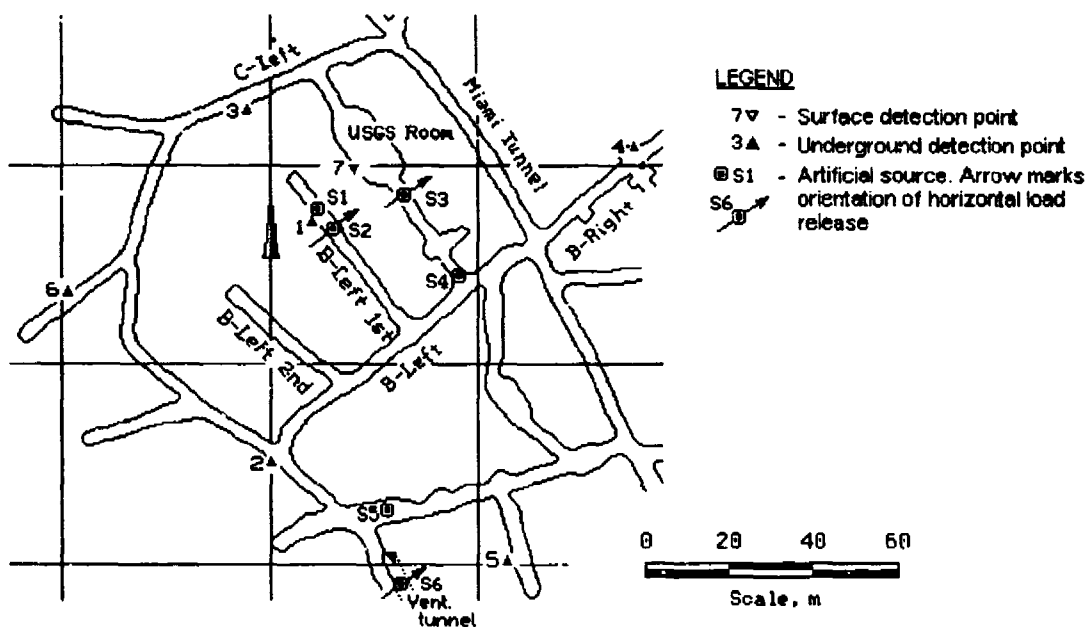 C-Left
Miami Tunnel
3
USGS Room
7
4
S1
S3
1
S2
B-Right
B-Left 1st
S4
6
B-Left 2nd
B-Left
2
S5
5
S6
Vent.
tunnel
LEGEND
7 - Surface detection point
3 - Underground detection point
S1 - Artificial source. Arrow marks
S6 orientation of horizontal load
release
0 20 40 60
Scale, m